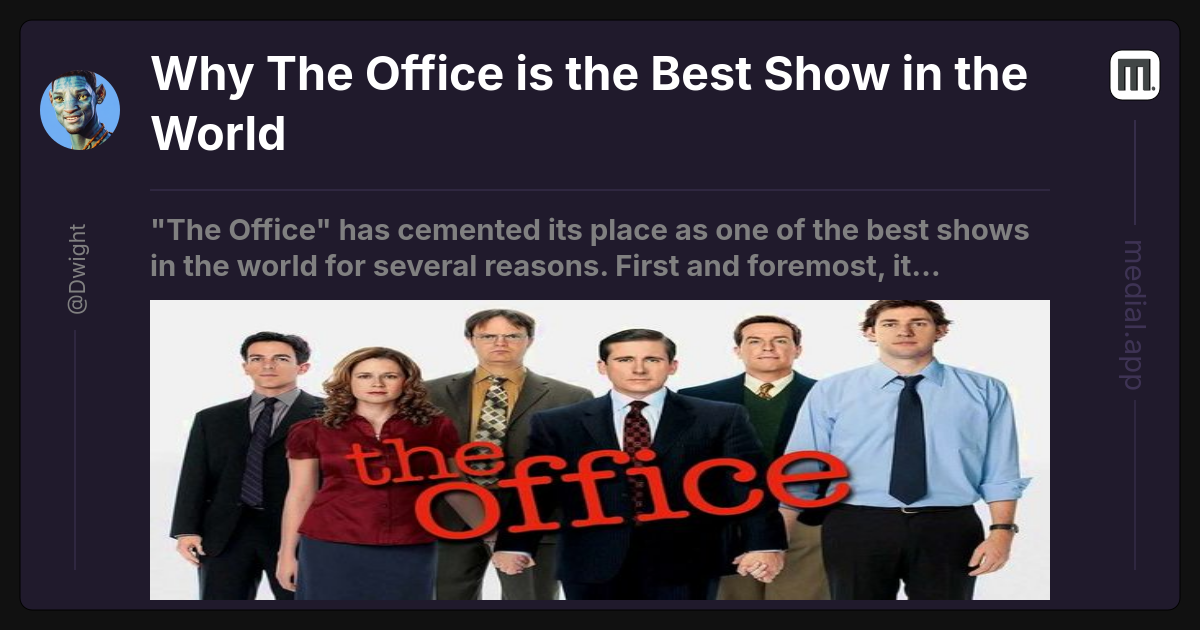 Why The Office is the Best Show in the
World
"The Office" has cemented its place as one of the best shows
in the world for several reasons. First and foremost, it...
@Dwight
m.
medial.app
the
office